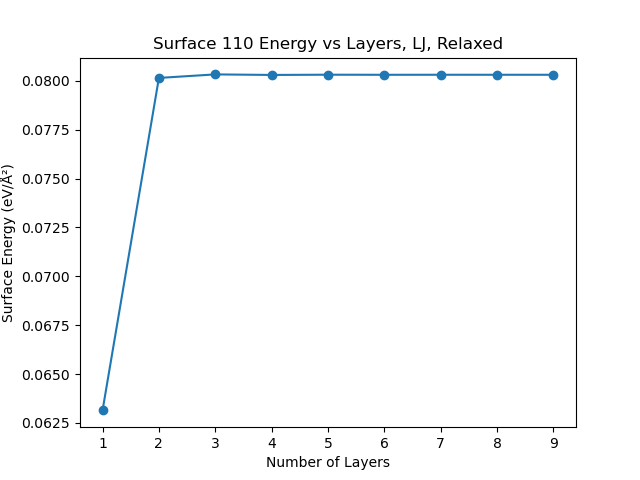 Surface 110 Energy vs Layers, LJ, Relaxed
Surface Energy (eV/Å²)
0.0800
0.0775
0.0750
0.0725
0.0700
0.0675
0.0650
0.0625
1 2 3 4 5 6 7 8 9
Number of Layers